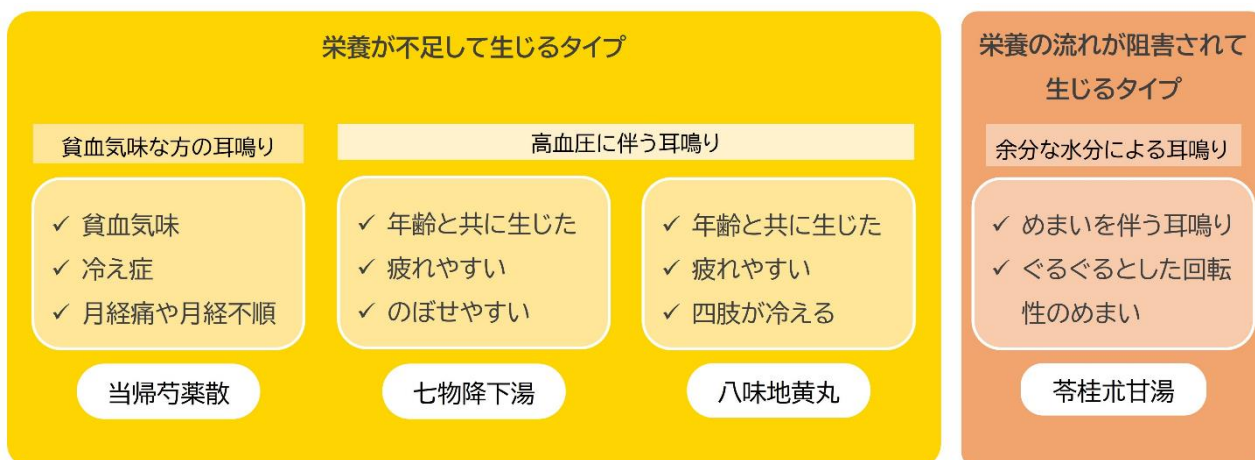 栄養が不足して生じるタイプ
貧血気味な方の耳鳴り
✓ 貧血気味
✓ 冷え症
✓ 月経痛や月経不順
当帰芍薬散
高血圧に伴う耳鳴り
✓ 年齢と共に生じた
✓ 疲れやすい
✓ のぼせやすい
七物降下湯
✓ 年齢と共に生じた
✓ 疲れやすい
✓ 四肢が冷える
八味地黄丸
栄養の流れが阻害されて
生じるタイプ
余分な水分による耳鳴り
✓ めまいを伴う耳鳴り
✓ ぐるぐるとした回転
性のめまい
苓桂朮甘湯